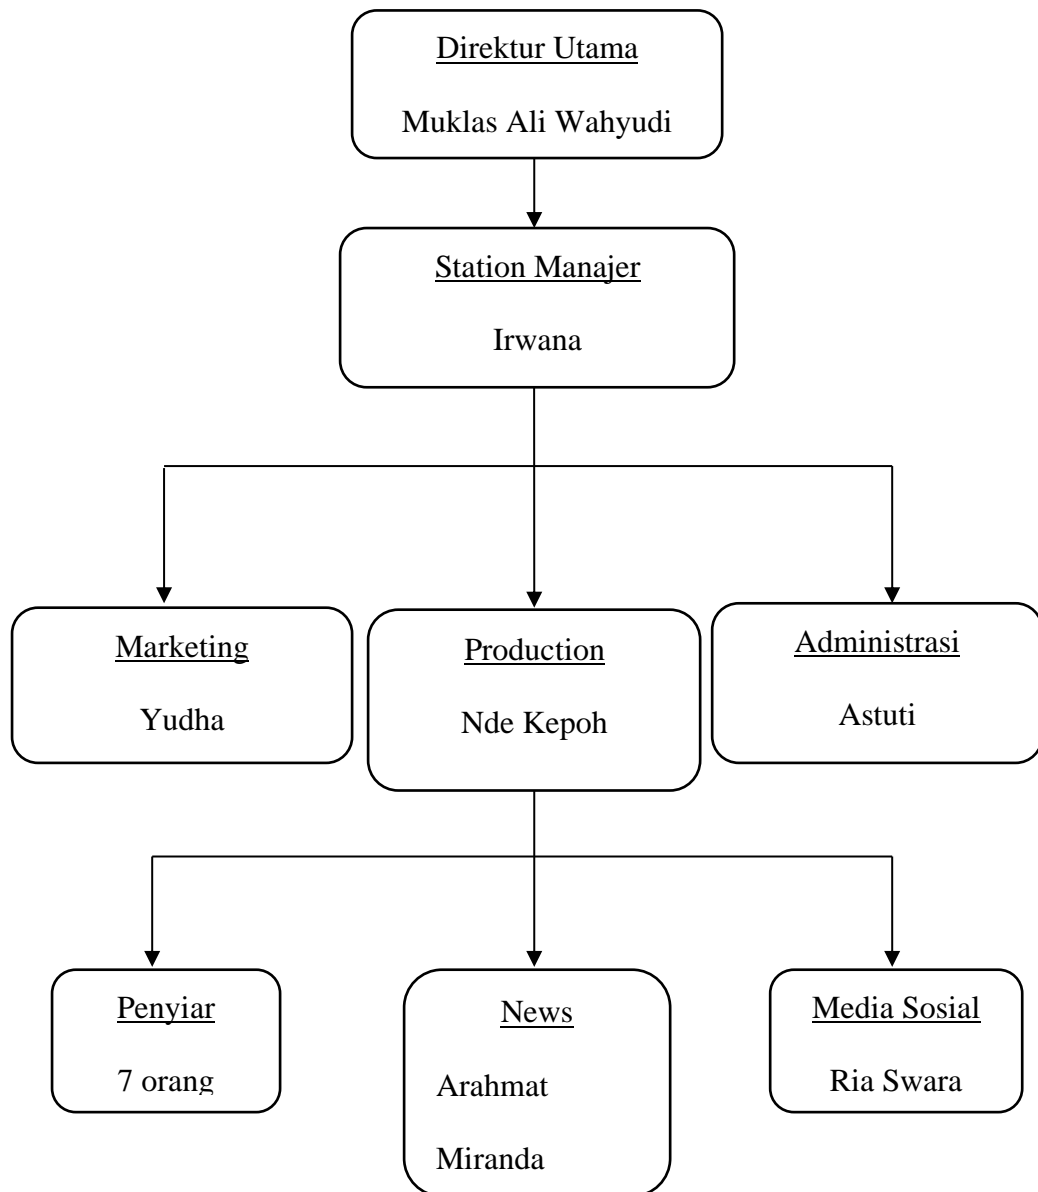 Direktur Utama
Muklas Ali Wahyudi
Station Manajer
Irwana
Marketing
Yudha
Production
Nde Kepoh
Administrasi
Astuti
Penyiar
7 orang
News
Arahmat
Miranda
Media Sosial
Ria Swara